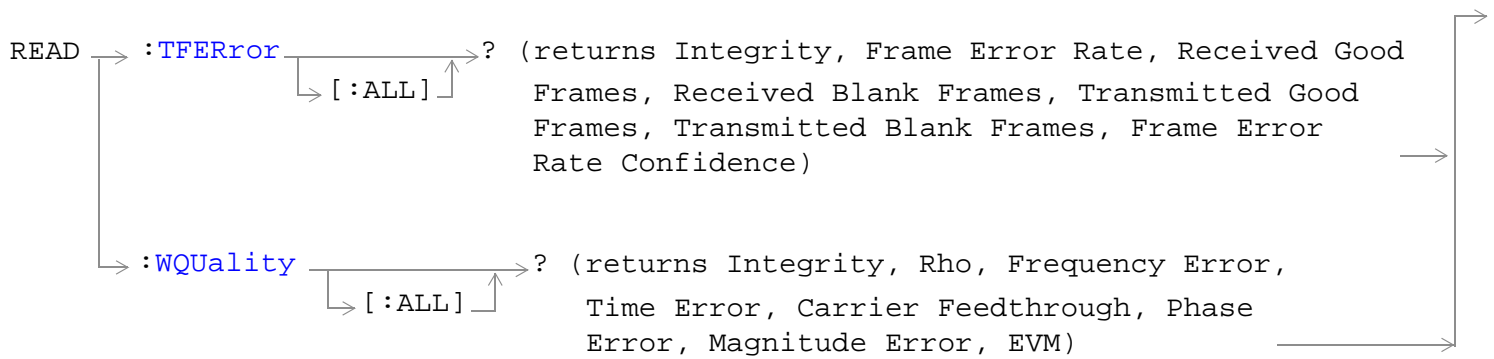 READ :TFERror ? (returns Integrity, Frame Error Rate, Received Good
[:ALL] Frames, Received Blank Frames, Transmitted Good
Frames, Transmitted Blank Frames, Frame Error
Rate Confidence)
:WQUality ? (returns Integrity, Rho, Frequency Error,
[:ALL] Time Error, Carrier Feedthrough, Phase
Error, Magnitude Error, EVM)